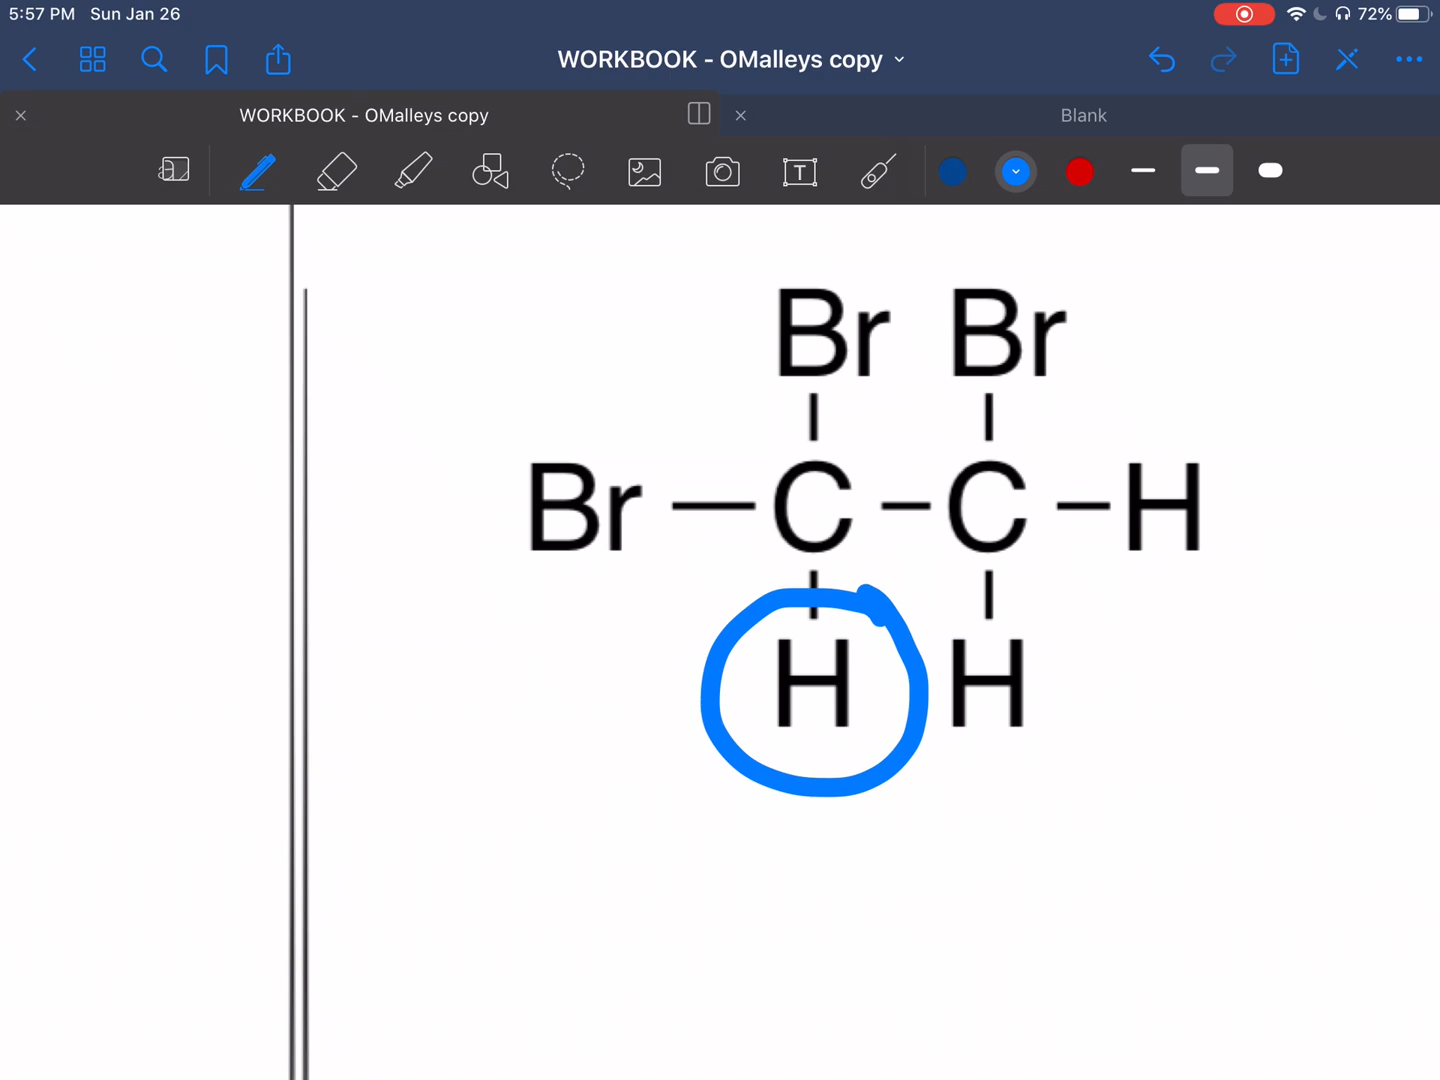 5:57 PM Sun Jan 26 72%
WORKBOOK - OMalleys copy
WORKBOOK - OMalleys copy Blank
T
Br Br
Br — C – C – H
H H